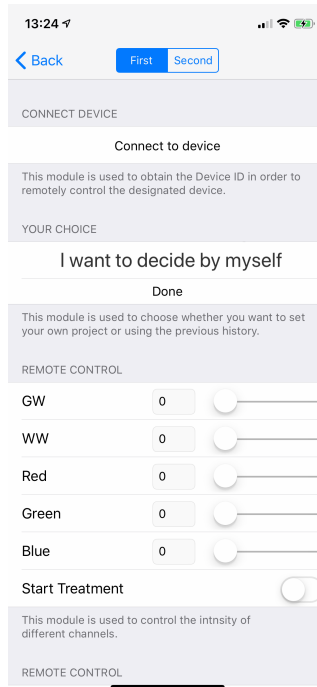 13:24
Back
First Second
CONNECT DEVICE
Connect to device
This module is used to obtain the Device ID in order to
remotely control the designated device.
YOUR CHOICE
I want to decide by myself
Done
This module is used to choose whether you want to set
your own project or using the previous history.
REMOTE CONTROL
GW 0
WW 0
Red 0
Green 0
Blue 0
Start Treatment
This module is used to control the intnsity of
different channels.
REMOTE CONTROL